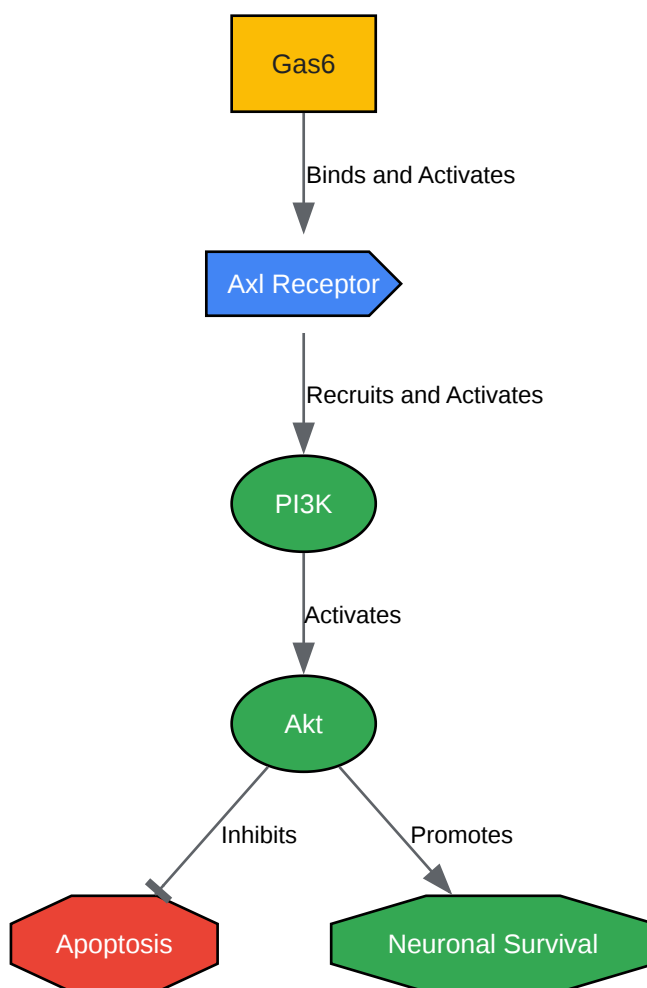 Gas6
Binds and Activates
Axl Receptor
Recruits and Activates
PI3K
Activates
Akt
Inhibits
Promotes
Apoptosis
Neuronal Survival